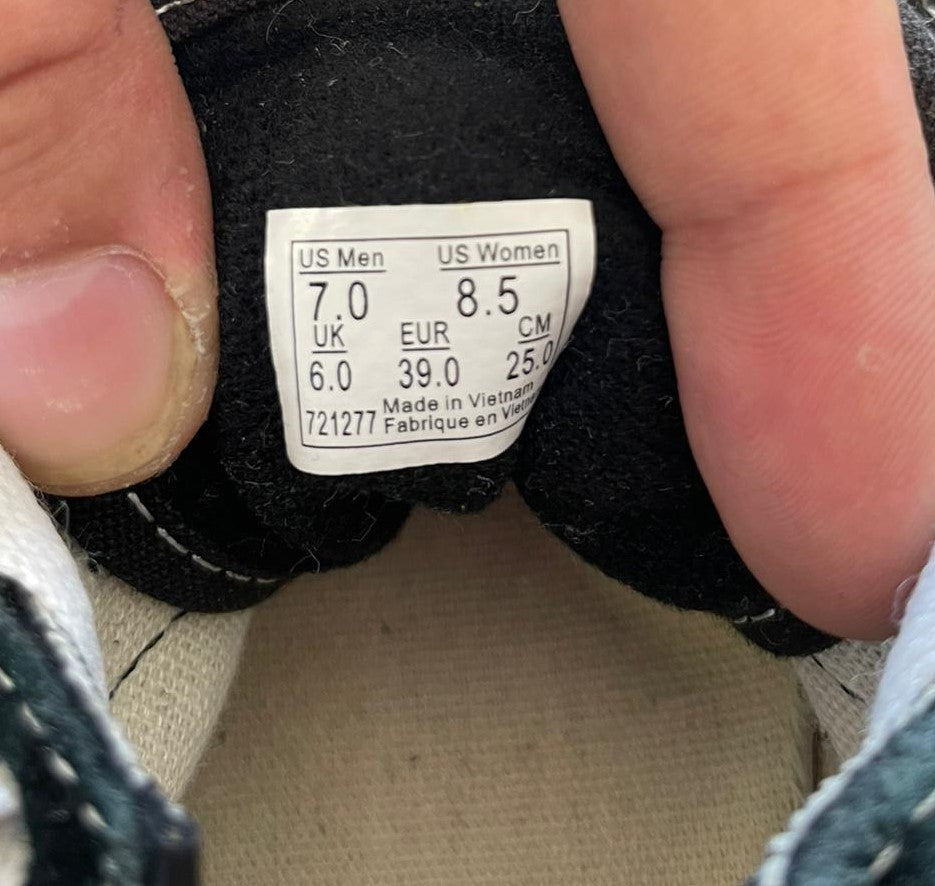 US Men US Women
7.0 8.5
UK EUR CM
6.0 39.0 25.0
721277 Made in Vietnam
Fabrique en